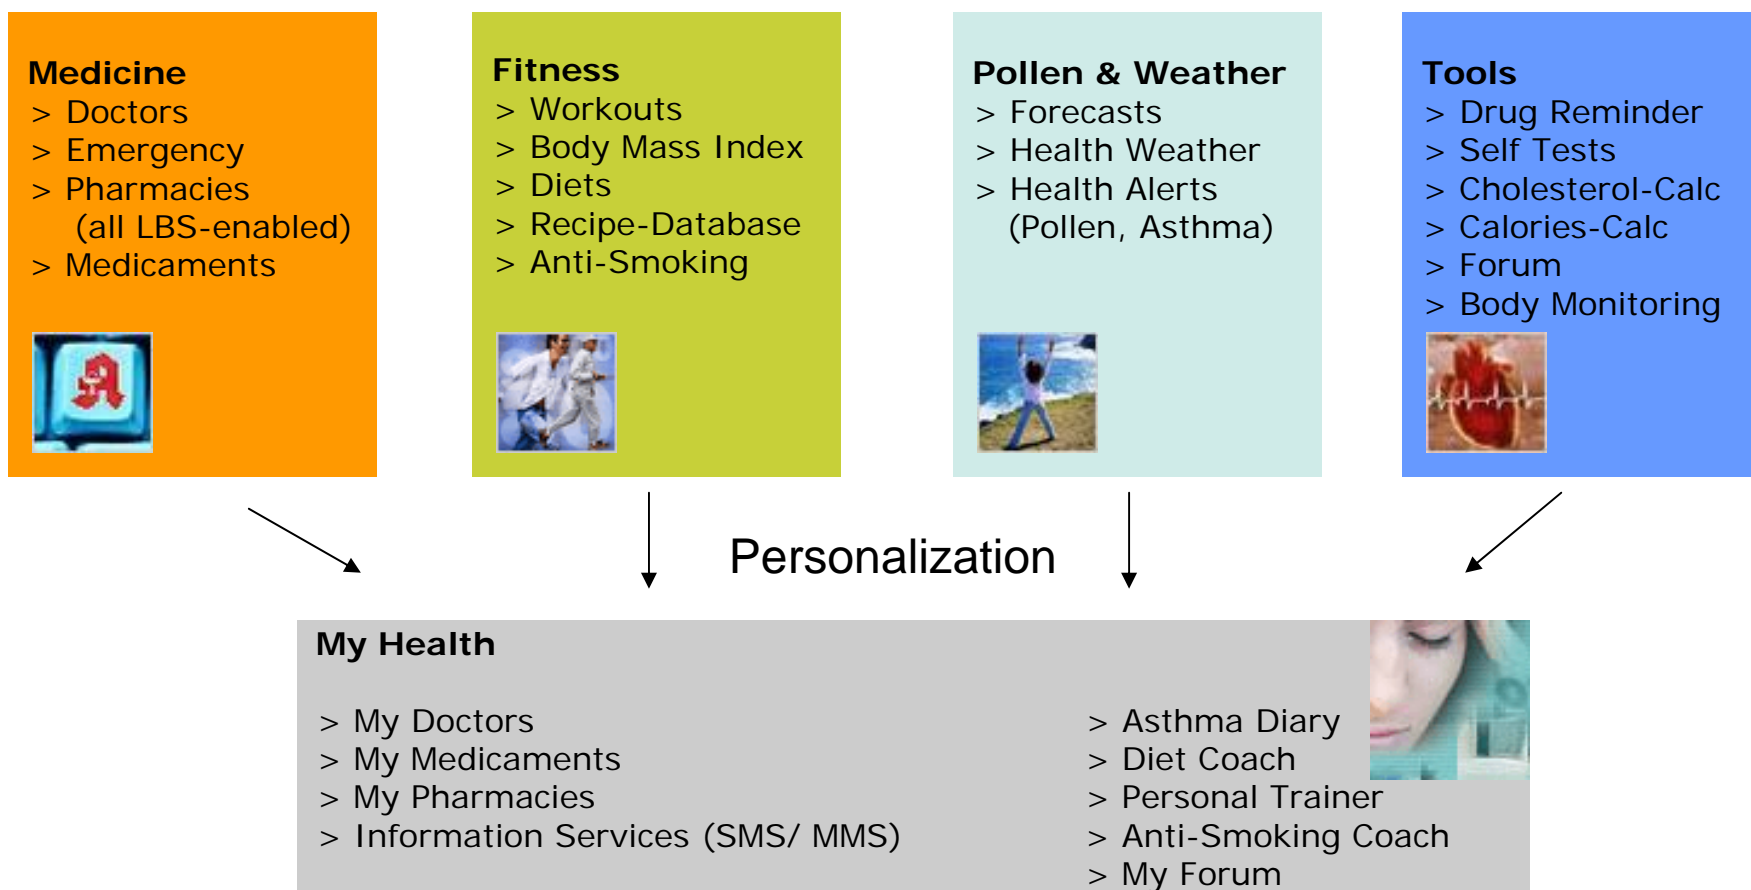 Medicine
> Doctors
> Emergency
> Pharmacies
(all LBS-enabled)
> Medicaments
Fitness
> Workouts
> Body Mass Index
> Diets
> Recipe-Database
> Anti-Smoking
Pollen & Weather
> Forecasts
> Health Weather
> Health Alerts
(Pollen, Asthma)
Tools
> Drug Reminder
> Self Tests
> Cholesterol-Calc
> Calories-Calc
> Forum
> Body Monitoring
Personalization
My Health
> My Doctors
> My Medicaments
> My Pharmacies
> Information Services (SMS/ MMS)
> Asthma Diary
> Diet Coach
> Personal Trainer
> Anti-Smoking Coach
> My Forum